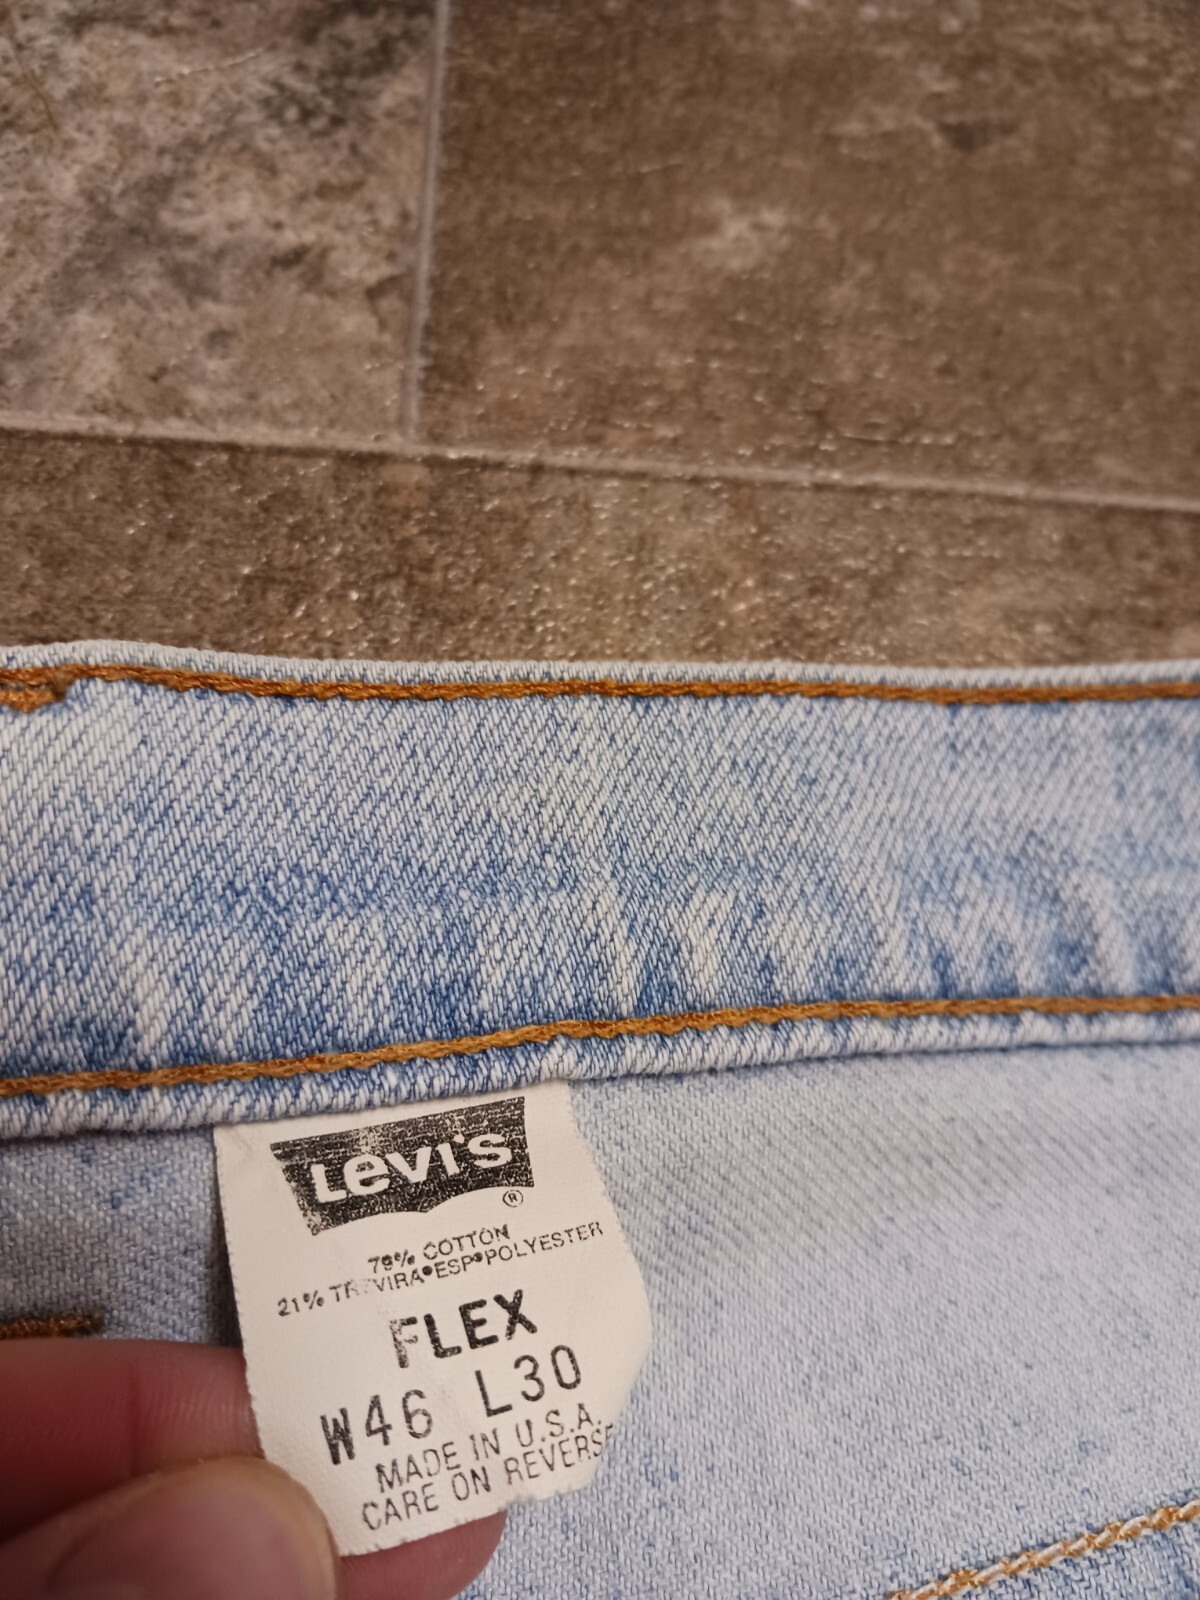 Levi's ®
79% COTTON
21% TREVIRA•ESP•POLYESTER
FLEX
W46 L30
MADE IN U.S.A.
CARE ON REVERSE